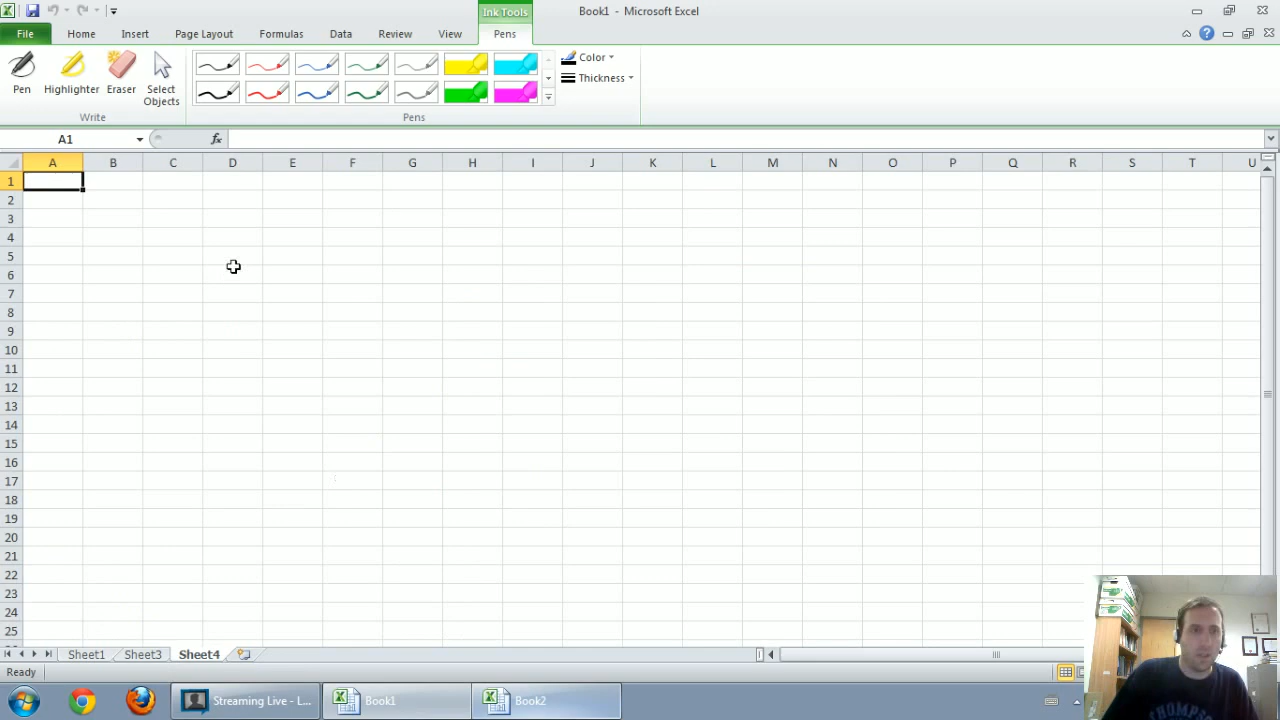 Ink Tools
Book1 - Microsoft Excel
File Home Insert Page Layout Formulas Data Review View Pens
Pen Highlighter Eraser Select Objects
Color
Thickness
Write Pens
A1 fx
A B C D E F G H I J K L M N O P Q R S T U
1
2
3
4
5
6
7
8
9
10
11
12
13
14
15
16
17
18
19
20
21
22
23
24
25
Sheet1 Sheet3 Sheet4
Ready
Streaming Live - L... Book1 Book2
THOMPS